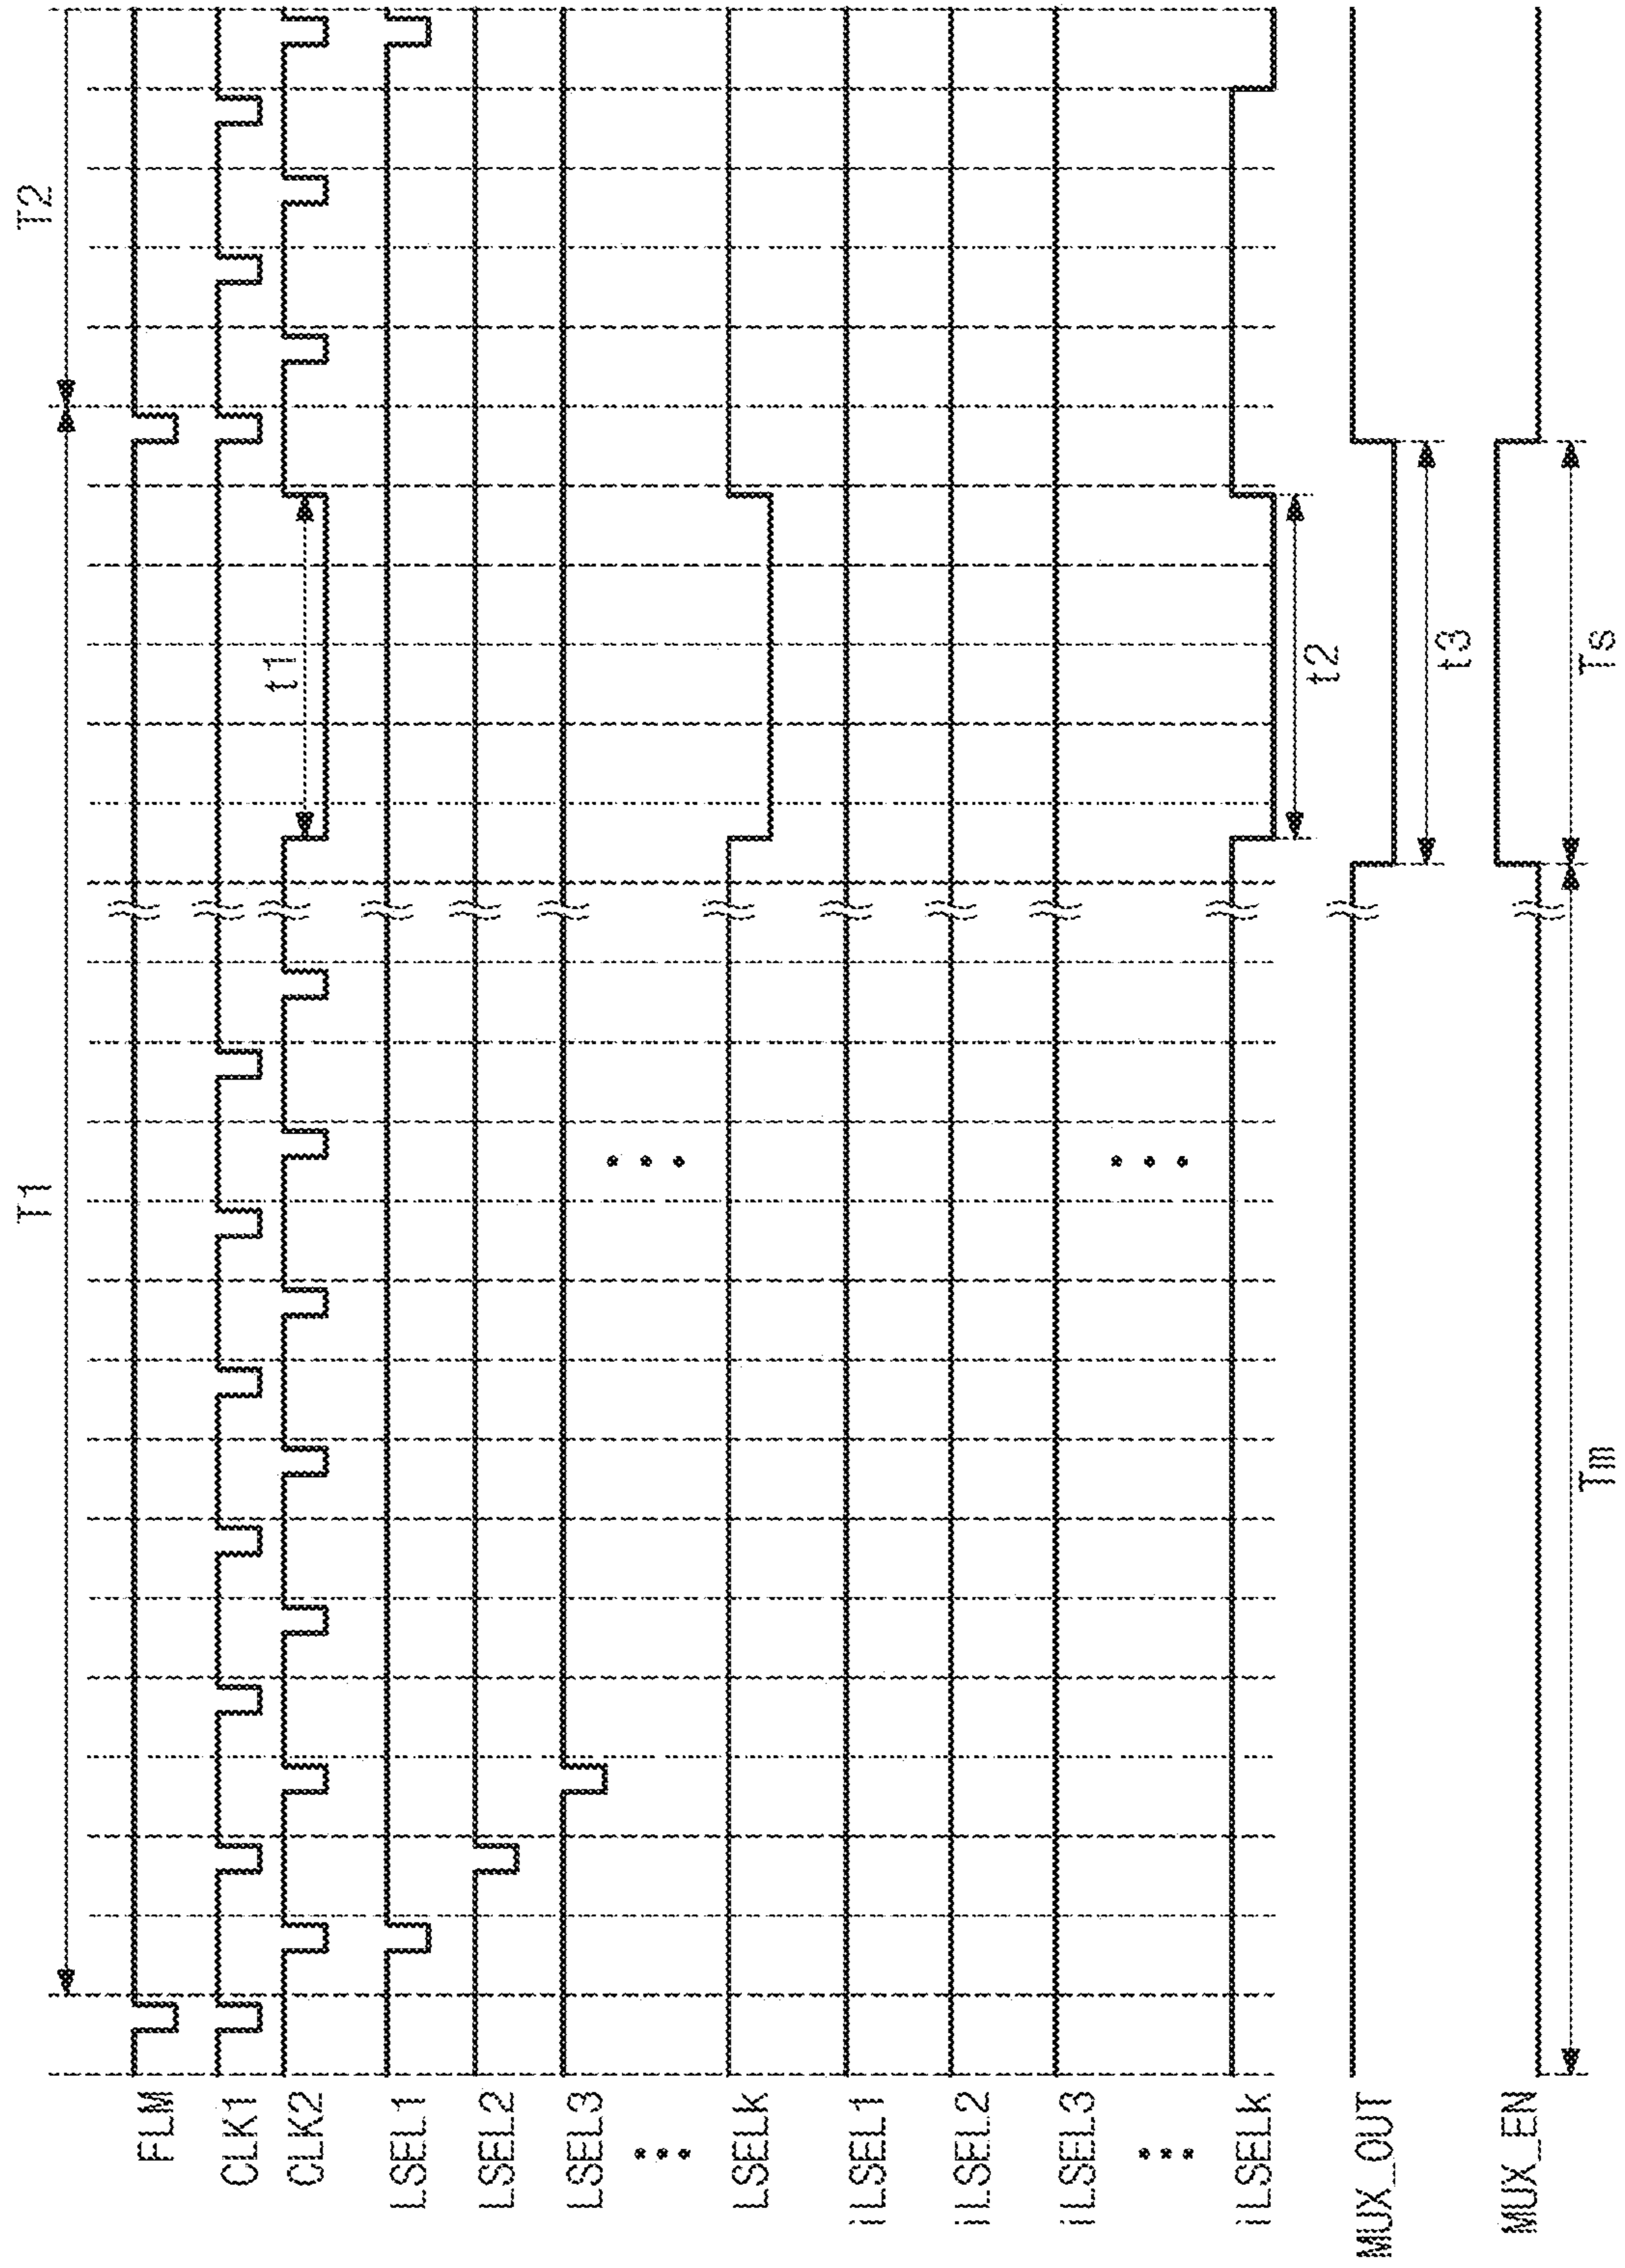 T1
T2
FLM
CLK1
CLK2
t1
LSEL1
LSEL2
LSEL3
LSELK
iLSEL1
iLSEL2
iLSEL3
iLSELK
t2
MUX_OUT
t3
MUX_EN
Tm
Ts